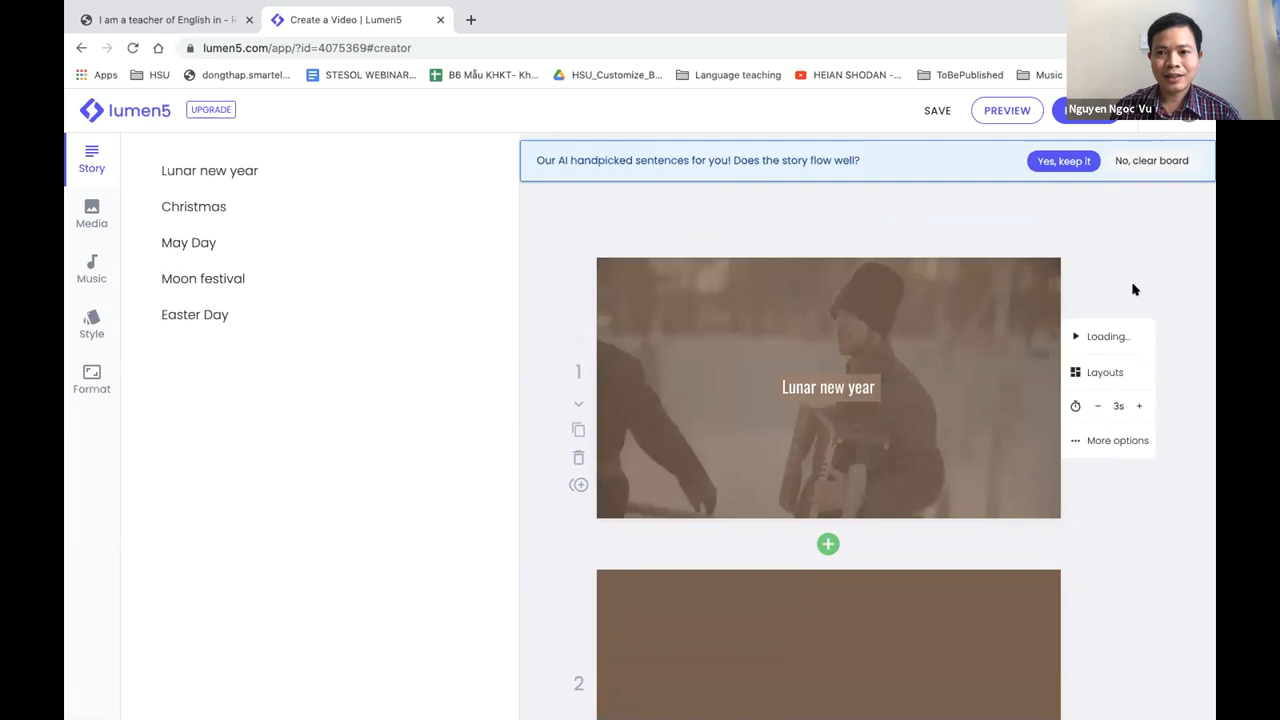 I am a teacher of English in -
Create a Video | Lumen5
lumen5.com/app/?id=4075369#creator
Apps
HSU
dongthap.smartel...
STESOL WEBINAR...
B6 Mẫu KHKT- Kh...
HSU_Customize_B...
Language teaching
HEIAN SHODAN -...
ToBePublished
Music
Nguyen Ngoc Vu
lumen5
UPGRADE
SAVE
PREVIEW
Story
Media
Music
Style
Format
Lunar new year
Christmas
May Day
Moon festival
Easter Day
Our AI handpicked sentences for you! Does the story flow well?
Yes, keep it
No, clear board
1
Lunar new year
Loading...
Layouts
- 3s +
More options
2